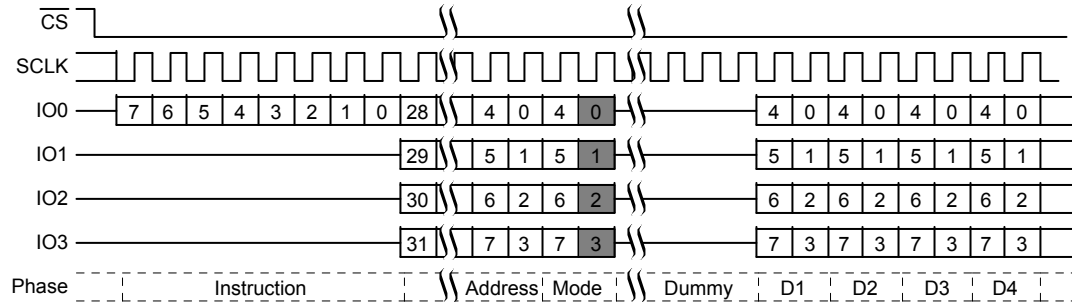 CS
SCLK
IO0 7 6 5 4 3 2 1 0 28 4 0 4 0 4 0 4 0 4 0 4 0
IO1 29 5 1 5 1 5 1 5 1 5 1 5 1
IO2 30 6 2 6 2 6 2 6 2 6 2 6 2
IO3 31 7 3 7 3 7 3 7 3 7 3 7 3
Phase Instruction Address Mode Dummy D1 D2 D3 D4